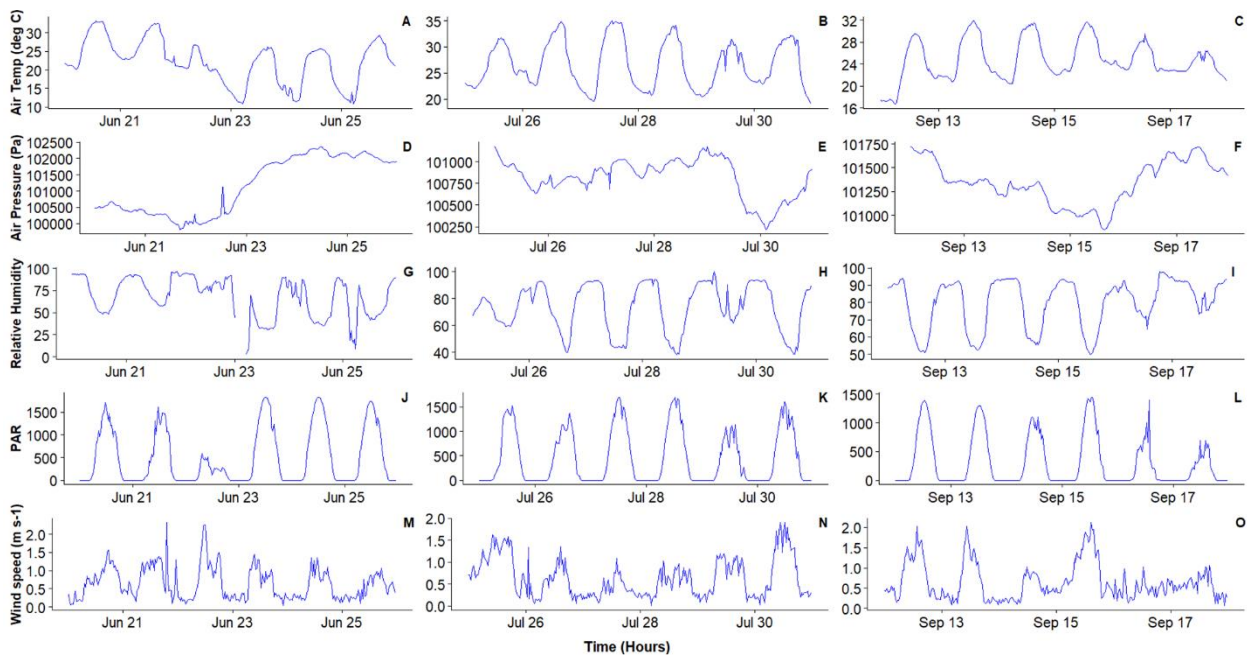 A
B
C
Air Temp (deg C)
30
25
20
15
10
35
30
25
20
32
28
24
20
16
Jun 21
Jun 23
Jun 25
Jul 26
Jul 28
Jul 30
Sep 13
Sep 15
Sep 17
D
E
F
Air Pressure (Pa)
102500
102000
101500
101000
100500
100000
101000
100750
100500
100250
101750
101500
101250
101000
Jun 21
Jun 23
Jun 25
Jul 26
Jul 28
Jul 30
Sep 13
Sep 15
Sep 17
G
H
I
Relative Humidity
100
75
50
25
0
100
80
60
40
100
90
80
70
60
50
Jun 21
Jun 23
Jun 25
Jul 26
Jul 28
Jul 30
Sep 13
Sep 15
Sep 17
J
K
L
PAR
1500
1000
500
0
1500
1000
500
0
1500
1000
500
0
Jun 21
Jun 23
Jun 25
Jul 26
Jul 28
Jul 30
Sep 13
Sep 15
Sep 17
M
N
O
Wind speed (m s-1)
2.0
1.5
1.0
0.5
0.0
2.0
1.5
1.0
0.5
0.0
2.0
1.5
1.0
0.5
0.0
Jun 21
Jun 23
Jun 25
Jul 26
Jul 28
Jul 30
Sep 13
Sep 15
Sep 17
Time (Hours)